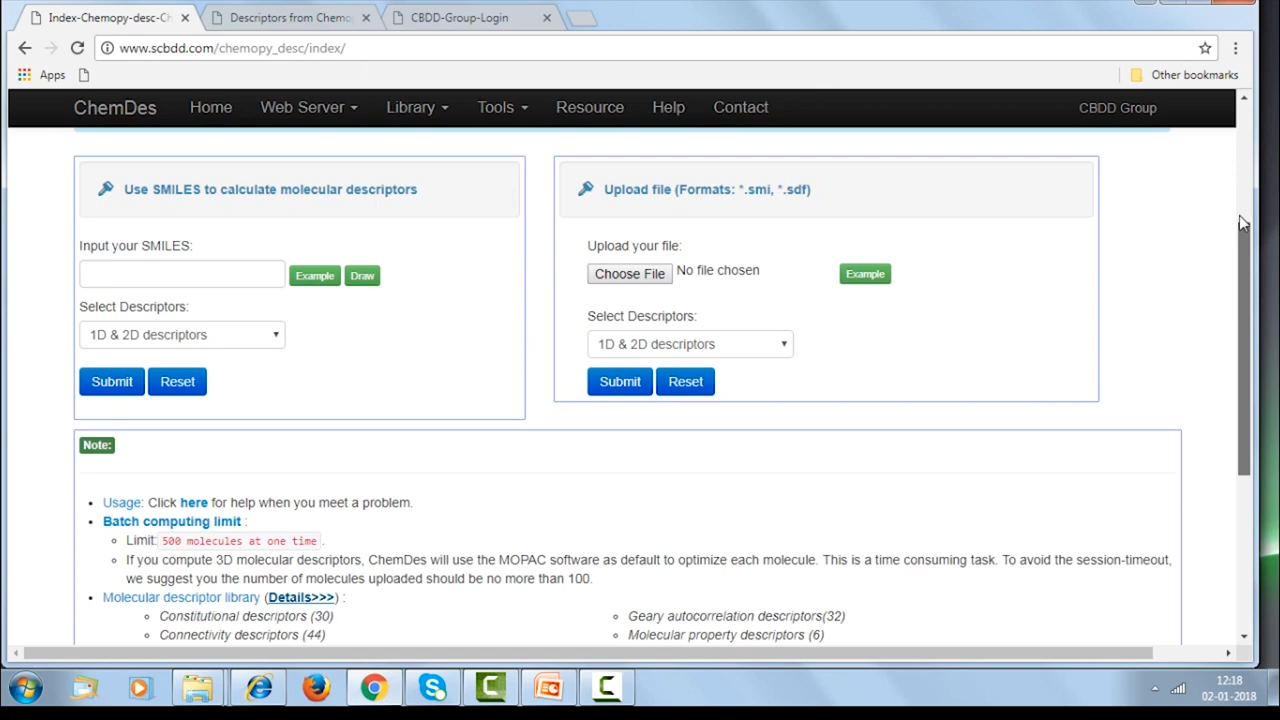 Index-Chemopy-desc-Ch
Descriptors from Chemo
CBDD-Group-Login
www.scbdd.com/chemopy_desc/index/
Apps
Other bookmarks
ChemDes Home Web Server Library Tools Resource Help Contact CBDD Group
Use SMILES to calculate molecular descriptors
Input your SMILES:
Example Draw
Select Descriptors:
1D & 2D descriptors
Submit Reset
Upload file (Formats: *.smi, *.sdf)
Upload your file:
Choose File No file chosen Example
Select Descriptors:
1D & 2D descriptors
Submit Reset
Note:
Usage: Click here for help when you meet a problem.
Batch computing limit :
Limit: 500 molecules at one time .
If you compute 3D molecular descriptors, ChemDes will use the MOPAC software as default to optimize each molecule. This is a time consuming task. To avoid the session-timeout,
we suggest you the number of molecules uploaded should be no more than 100.
Molecular descriptor library (Details>>>) :
Constitutional descriptors (30)
Connectivity descriptors (44)
Geary autocorrelation descriptors(32)
Molecular property descriptors (6)
12:18
02-01-2018